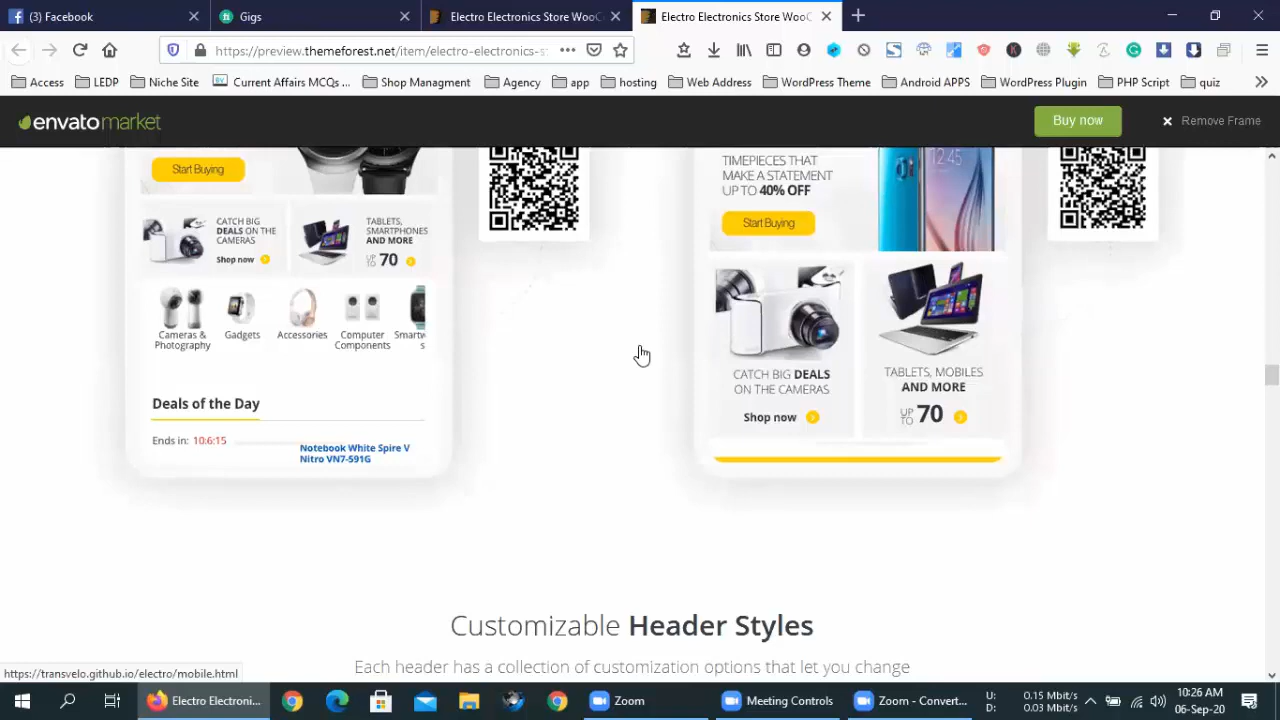 (3) Facebook
Gigs
Electro Electronics Store WooC
Electro Electronics Store WooC
https://preview.themeforest.net/item/electro-electronics-s
Access
LEDP
Niche Site
Current Affairs MCQs ...
Shop Managment
Agency
app
hosting
Web Address
WordPress Theme
Android APPS
WordPress Plugin
PHP Script
quiz
envatomarket
Buy now
Remove Frame
Start Buying
CATCH BIG
DEALS ON THE
CAMERAS
Shop now
TABLETS,
SMARTPHONES
AND MORE
UP TO 70
Cameras &
Photography
Gadgets
Accessories
Computer
Components
Smartw
s
Deals of the Day
Ends in: 10:6:15
Notebook White Spire V
Nitro VN7-591G
TIMEPIECES THAT
MAKE A STATEMENT
UP TO 40% OFF
Start Buying
12:45
CATCH BIG DEALS
ON THE CAMERAS
Shop now
TABLETS, MOBILES
AND MORE
UP TO 70
Customizable Header Styles
Each header has a collection of customization options that let you change
https://transvelo.github.io/electro/mobile.html
Electro Electroni...
Zoom
Meeting Controls
Zoom - Convert...
U: 0.15 Mbit/s
D: 0.03 Mbit/s
10:26 AM
06-Sep-20